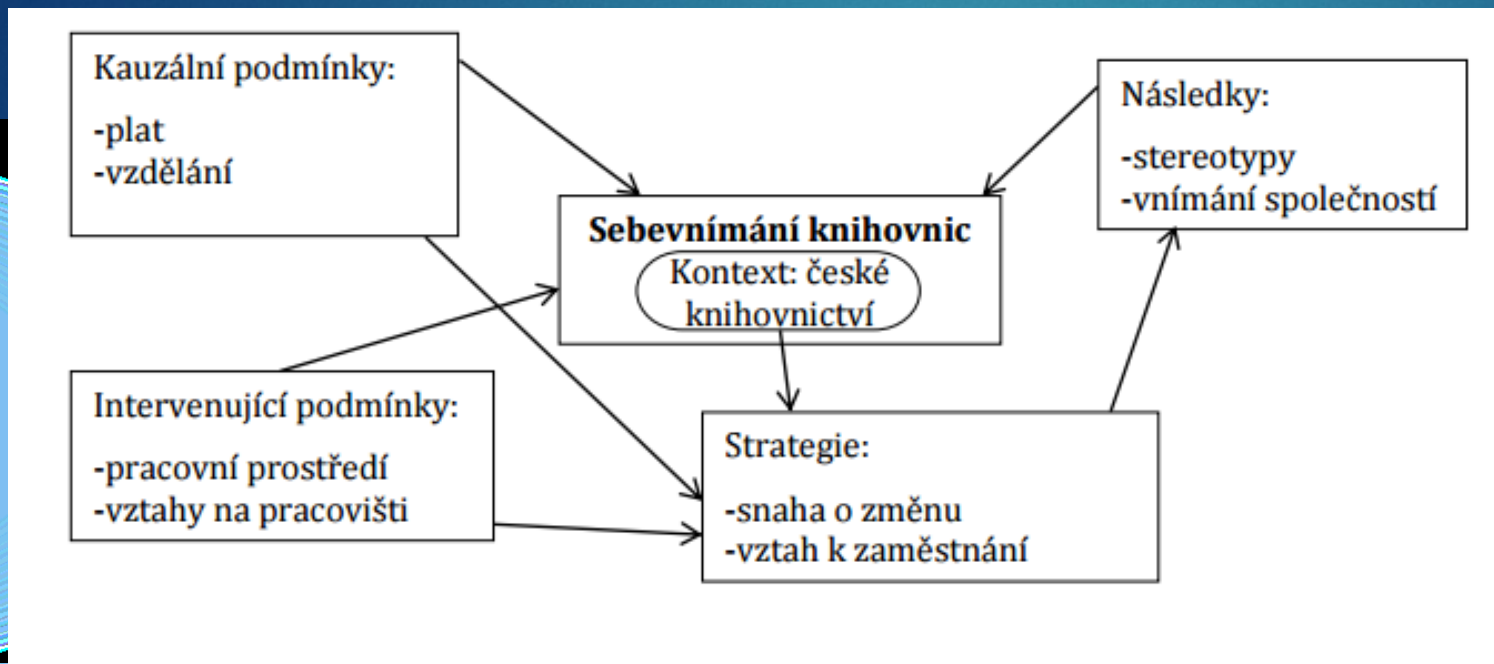 Kauzální podmínky:
-plat
-vzdělání
Následky:
-stereotypy
-vnímání společností
Sebevnímání knihovnic
Kontext: české
knihovnictví
Intervenující podmínky:
-pracovní prostředí
-vztahy na pracovišti
Strategie:
-snaha o změnu
-vztah k zaměstnání